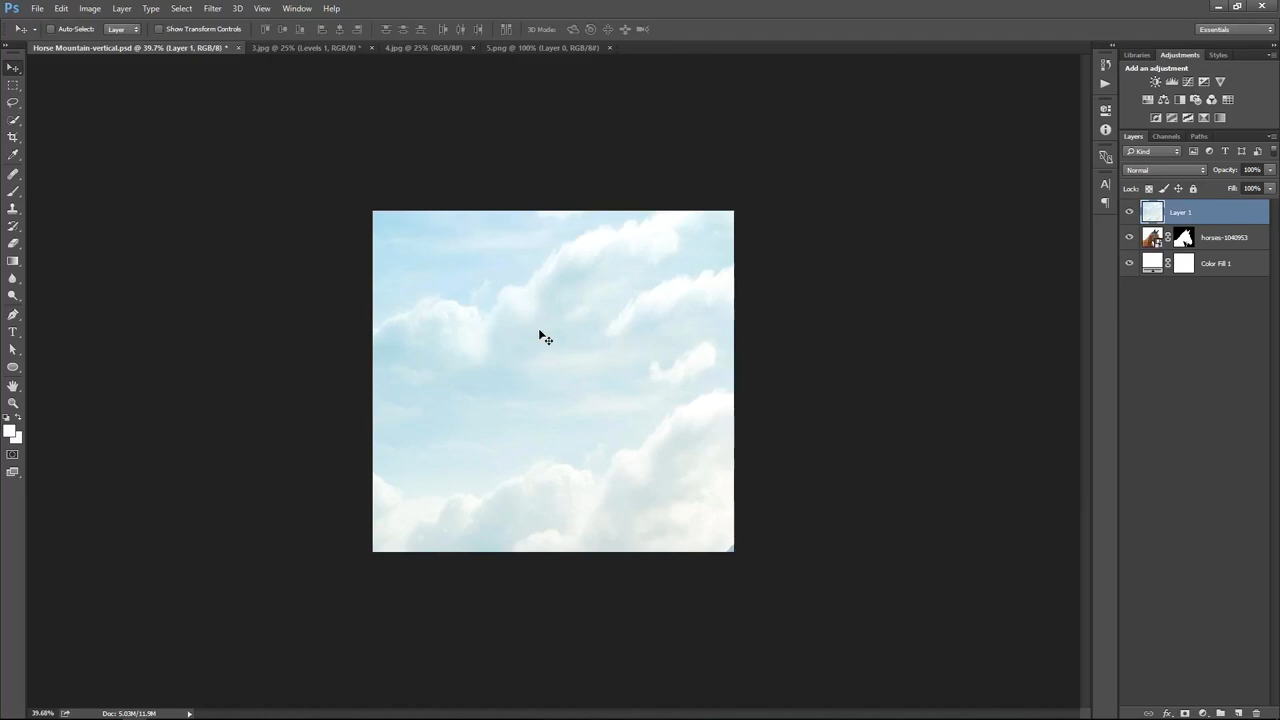 Ps File Edit Image Layer Type Select Filter 3D View Window Help
Auto-Select: Layer Show Transform Controls 3D Mode: Essentials
Horse Mountain-vertical.psd @ 39.7% (Layer 1, RGB/8) * × 3.jpg @ 25% (Levels 1, RGB/8) * × 4.jpg @ 25% (RGB/8#) × 5.png @ 100% (Layer 0, RGB/8#) ×
Libraries Adjustments Styles
Add an adjustment
Layers Channels Paths
Kind
Normal Opacity: 100%
Lock: Fill: 100%
Layer 1
horses-1040953
Color Fill 1
39.68% Doc: 5.03M/11.9M